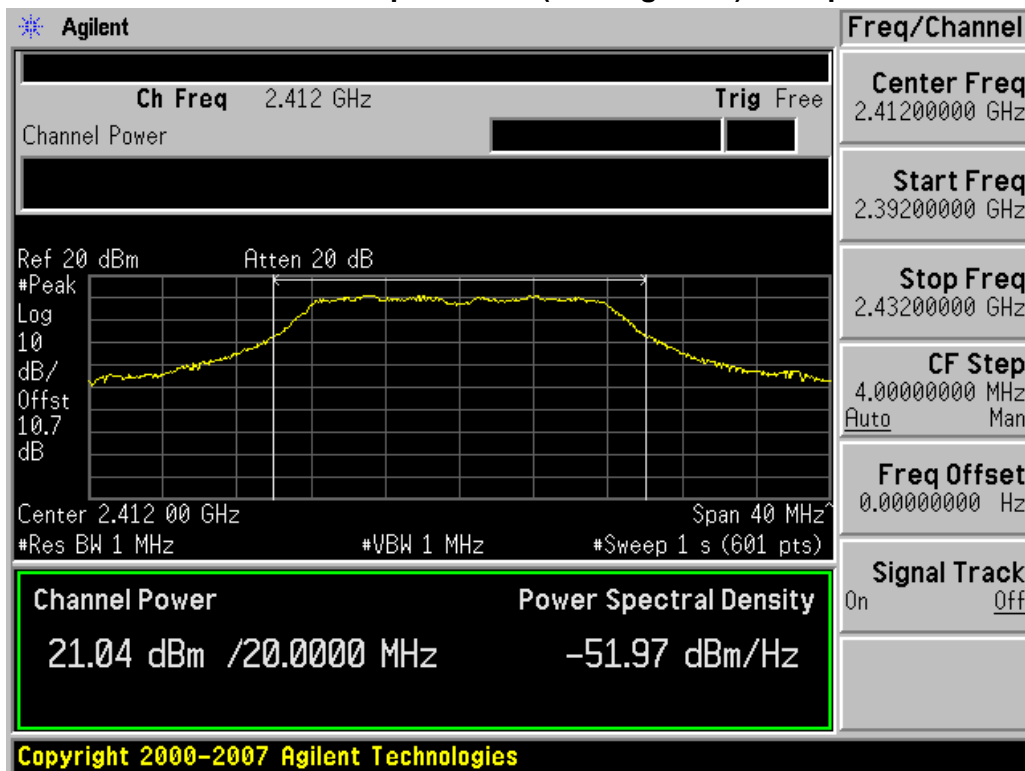 Agilent
Freq/Channel
Ch Freq 2.412 GHz Trig Free
Channel Power
Center Freq
2.41200000 GHz
Start Freq
2.39200000 GHz
Stop Freq
2.43200000 GHz
CF Step
4.00000000 MHz
Auto Man
Freq Offset
0.00000000 Hz
Signal Track
On Off
Ref 20 dBm Atten 20 dB
#Peak
Log
10
dB/
Offst
10.7
dB
Center 2.412 00 GHz Span 40 MHz^
#Res BW 1 MHz #VBW 1 MHz #Sweep 1 s (601 pts)
Channel Power Power Spectral Density
21.04 dBm /20.0000 MHz -51.97 dBm/Hz
Copyright 2000-2007 Agilent Technologies